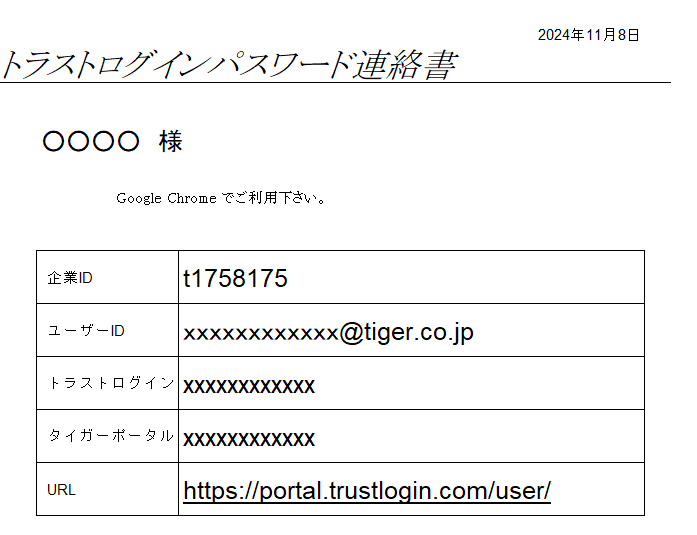 2024年11月8日
トラストログインパスワード連絡書
〇〇〇〇 様
Google Chrome でご利用下さい。
企業ID t1758175
ユーザーID xxxxxxxxxxxx@tiger.co.jp
トラストログイン xxxxxxxxxxxx
タイガーポータル xxxxxxxxxxxx
URL https://portal.trustlogin.com/user/